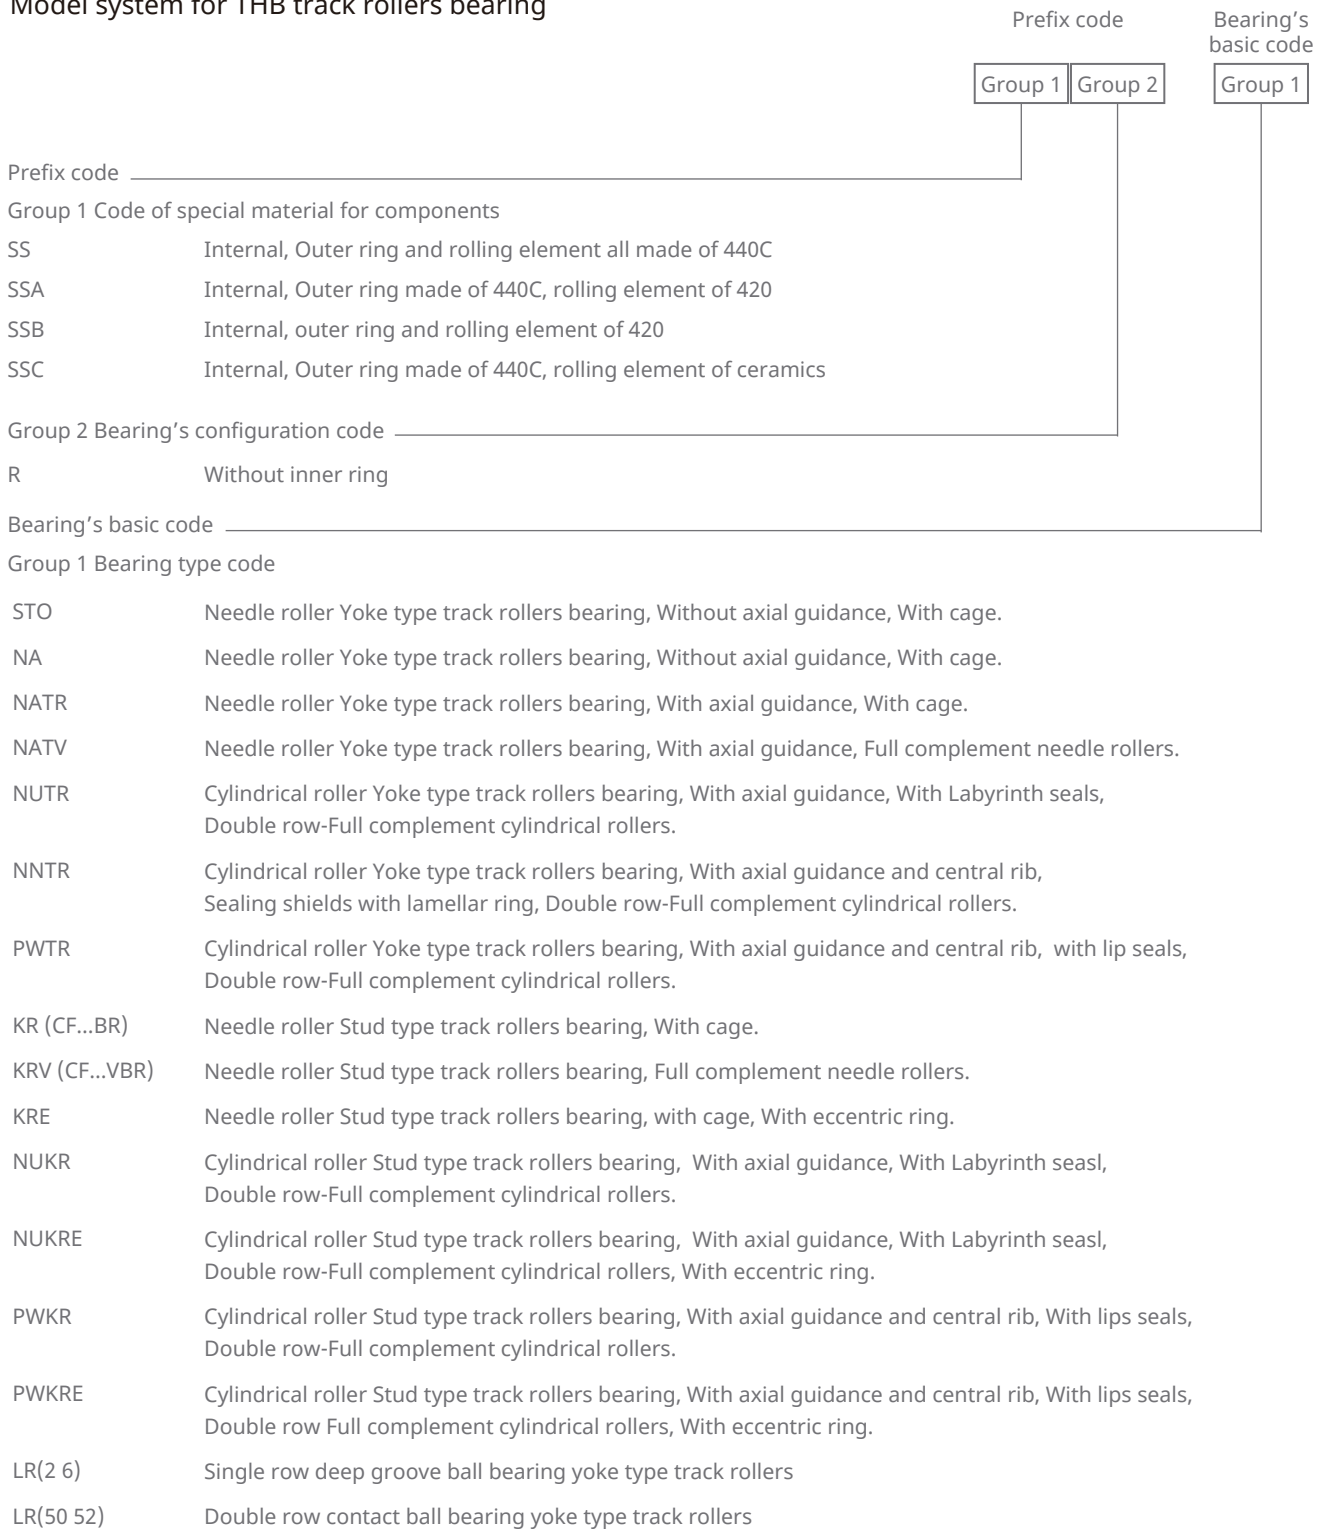 Model system for THB track rollers bearing
Prefix code
Bearing's
basic code
Group 1
Group 2
Group 1
Prefix code
Group 1 Code of special material for components
SS Internal, Outer ring and rolling element all made of 440C
SSA Internal, Outer ring made of 440C, rolling element of 420
SSB Internal, outer ring and rolling element of 420
SSC Internal, Outer ring made of 440C, rolling element of ceramics
Group 2 Bearing's configuration code
R Without inner ring
Bearing's basic code
Group 1 Bearing type code
STO Needle roller Yoke type track rollers bearing, Without axial guidance, With cage.
NA Needle roller Yoke type track rollers bearing, Without axial guidance, With cage.
NATR Needle roller Yoke type track rollers bearing, With axial guidance, With cage.
NATV Needle roller Yoke type track rollers bearing, With axial guidance, Full complement needle rollers.
NUTR Cylindrical roller Yoke type track rollers bearing, With axial guidance, With Labyrinth seals,
Double row-Full complement cylindrical rollers.
NNTR Cylindrical roller Yoke type track rollers bearing, With axial guidance and central rib,
Sealing shields with lamellar ring, Double row-Full complement cylindrical rollers.
PWTR Cylindrical roller Yoke type track rollers bearing, With axial guidance and central rib, with lip seals,
Double row-Full complement cylindrical rollers.
KR (CF...BR) Needle roller Stud type track rollers bearing, With cage.
KRV (CF...VBR) Needle roller Stud type track rollers bearing, Full complement needle rollers.
KRE Needle roller Stud type track rollers bearing, with cage, With eccentric ring.
NUKR Cylindrical roller Stud type track rollers bearing, With axial guidance, With Labyrinth seasl,
Double row-Full complement cylindrical rollers.
NUKRE Cylindrical roller Stud type track rollers bearing, With axial guidance, With Labyrinth seasl,
Double row-Full complement cylindrical rollers, With eccentric ring.
PWKR Cylindrical roller Stud type track rollers bearing, With axial guidance and central rib, With lips seals,
Double row-Full complement cylindrical rollers.
PWKRE Cylindrical roller Stud type track rollers bearing, With axial guidance and central rib, With lips seals,
Double row Full complement cylindrical rollers, With eccentric ring.
LR(2 6) Single row deep groove ball bearing yoke type track rollers
LR(50 52) Double row contact ball bearing yoke type track rollers